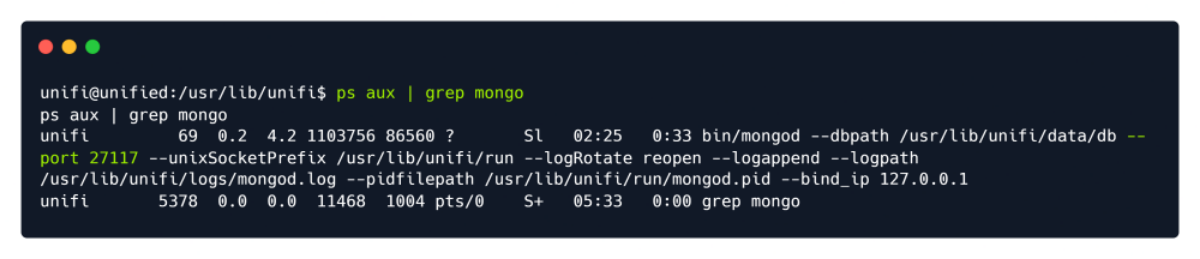 unifi@unified:/usr/lib/unifi$ ps aux | grep mongo
ps aux | grep mongo
unifi         69  0.2  4.2 1103756 86560 ?       Sl   02:25   0:33 bin/mongod --dbpath /usr/lib/unifi/data/db --
port 27117 --unixSocketPrefix /usr/lib/unifi/run --logRotate reopen --logappend --logpath
/usr/lib/unifi/logs/mongod.log --pidfilepath /usr/lib/unifi/run/mongod.pid --bind_ip 127.0.0.1
unifi       5378  0.0  0.0  11468  1004 pts/0    S+   05:33   0:00 grep mongo